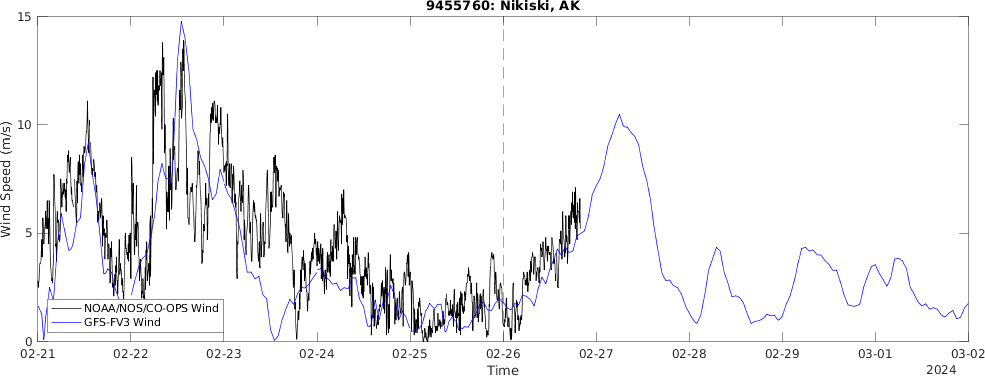 9455760: Nikiski, AK
Wind Speed (m/s)
15
10
5
0
NOAA/NOS/CO-OPS Wind
GFS-FV3 Wind
02-21 02-22 02-23 02-24 02-25 02-26 02-27 02-28 02-29 03-01 03-02
Time
2024